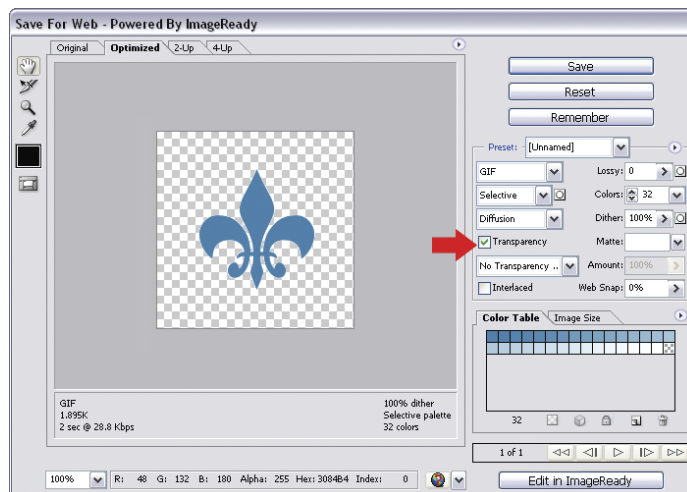 Save For Web - Powered By ImageReady
Original Optimized 2-Up 4-Up
Save
Reset
Remember
Preset: [Unnamed]
GIF Lossy: 0
Selective Colors: 32
Diffusion Dither: 100%
Transparency Matte:
No Transparency .. Amount: 100%
Interlaced Web Snap: 0%
Color Table Image Size
32
GIF 100% dither
1.895K Selective palette
2 sec @ 28.8 Kbps 32 colors
1 of 1
100% R: 48 G: 132 B: 180 Alpha: 255 Hex: 3084B4 Index: 0
Edit in ImageReady